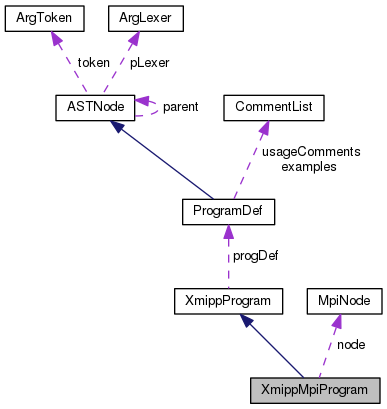 ArgToken
ArgLexer
token
pLexer
ASTNode
parent
CommentList
usageComments
examples
ProgramDef
progDef
XmippProgram
MpiNode
node
XmippMpiProgram